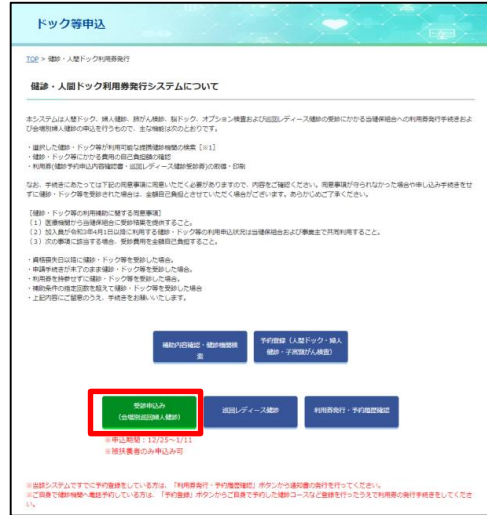 ドック等申込
TOP > 健診・人間ドック利用券発行
健診・人間ドック利用券発行システムについて
本システムは人間ドック、婦人健診、肺がん検診、脳ドック、オプション検査および巡回レディース健診の受診にかかる当健保組合への利用券発行手続きおよ
び会場別婦人健診の申込を行うもので、主な機能は次のとおりです。
・選択した健診・ドック等が利用可能な提携健診機関の検索【※1】
・健診・ドック等にかかる費用の自己負担額の確認
・利用券(健診予約申込内容確認書・巡回レディース健診受診券)の取得・印刷
なお、手続きにあたっては下記の同意事項に同意いただく必要がありますので、内容をご確認ください。同意事項が守られなかった場合や申し込み手続きをせ
ずに健診・ドック等を受診された場合は、全額自己負担とさせていただく場合がございます。あらかじめご了承ください。
【健診・ドック等の利用補助に関する同意事項】
(1)医療機関から当健保組合に受診結果を提供すること。
(2)加入員が令和3年4月1日以降に利用する健診・ドック等の利用申込状況は当健保組合および事業主で共同利用すること。
(3)次の事項に該当する場合、受診費用を全額自己負担すること。
・資格喪失日以降に健診・ドック等を受診した場合。
・申請手続きが未了のまま健診・ドック等を受診した場合。
・利用券を持参せずに健診・ドック等を受診した場合。
・補助条件の指定回数を超えて健診・ドック等を受診した場合
・上記内容にご留意のうえ、手続きをお願いいたします。
補助内容確認・健診機関検
索
予約登録(人間ドック・婦人
健診・子宮頸がん検査)
受診申込み
(会場別巡回婦人健診)
巡回レディース健診
利用券発行・予約履歴確認
※申込期間:12/25~1/11
※被扶養者のみ申込み可
※当該システムですでに予約登録をしている方は、「利用券発行・予約履歴確認」ボタンから通知書の発行を行ってください。
※ご自身で健診機関へ電話予約している方は、「予約登録」ボタンからご自身で予約した健診コースなど登録を行ったうえで利用券の発行手続きをしてくださ
い。